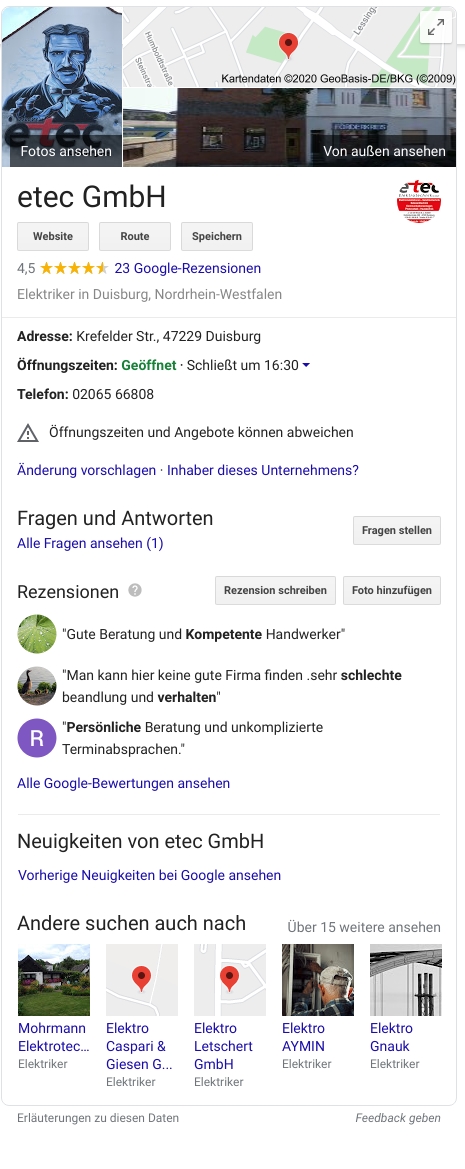 Humboldtstraße
Steinstra
Lessing
Kartendaten ©2020 GeoBasis-DE/BKG (©2009)
etec
FÖRDERKREIS
Fotos ansehen
Von außen ansehen
etec GmbH
etec
Website
Route
Speichern
4,5
23 Google-Rezensionen
Elektriker in Duisburg, Nordrhein-Westfalen
Adresse: Krefelder Str., 47229 Duisburg
Öffnungszeiten: Geöffnet · Schließt um 16:30
Telefon: 02065 66808
Öffnungszeiten und Angebote können abweichen
Änderung vorschlagen · Inhaber dieses Unternehmens?
Fragen und Antworten
Alle Fragen ansehen (1)
Fragen stellen
Rezensionen ?
Rezension schreiben
Foto hinzufügen
"Gute Beratung und Kompetente Handwerker"
"Man kann hier keine gute Firma finden .sehr schlechte
beandlung und verhalten"
R
"Persönliche Beratung und unkomplizierte
Terminabsprachen."
Alle Google-Bewertungen ansehen
Neuigkeiten von etec GmbH
Vorherige Neuigkeiten bei Google ansehen
Andere suchen auch nach
Über 15 weitere ansehen
Mohrmann
Elektrotec...
Elektriker
Elektro
Caspari &
Giesen G...
Elektriker
Elektro
Letschert
GmbH
Elektriker
Elektro
AYMIN
Elektriker
Elektro
Gnauk
Elektriker
Erläuterungen zu diesen Daten
Feedback geben